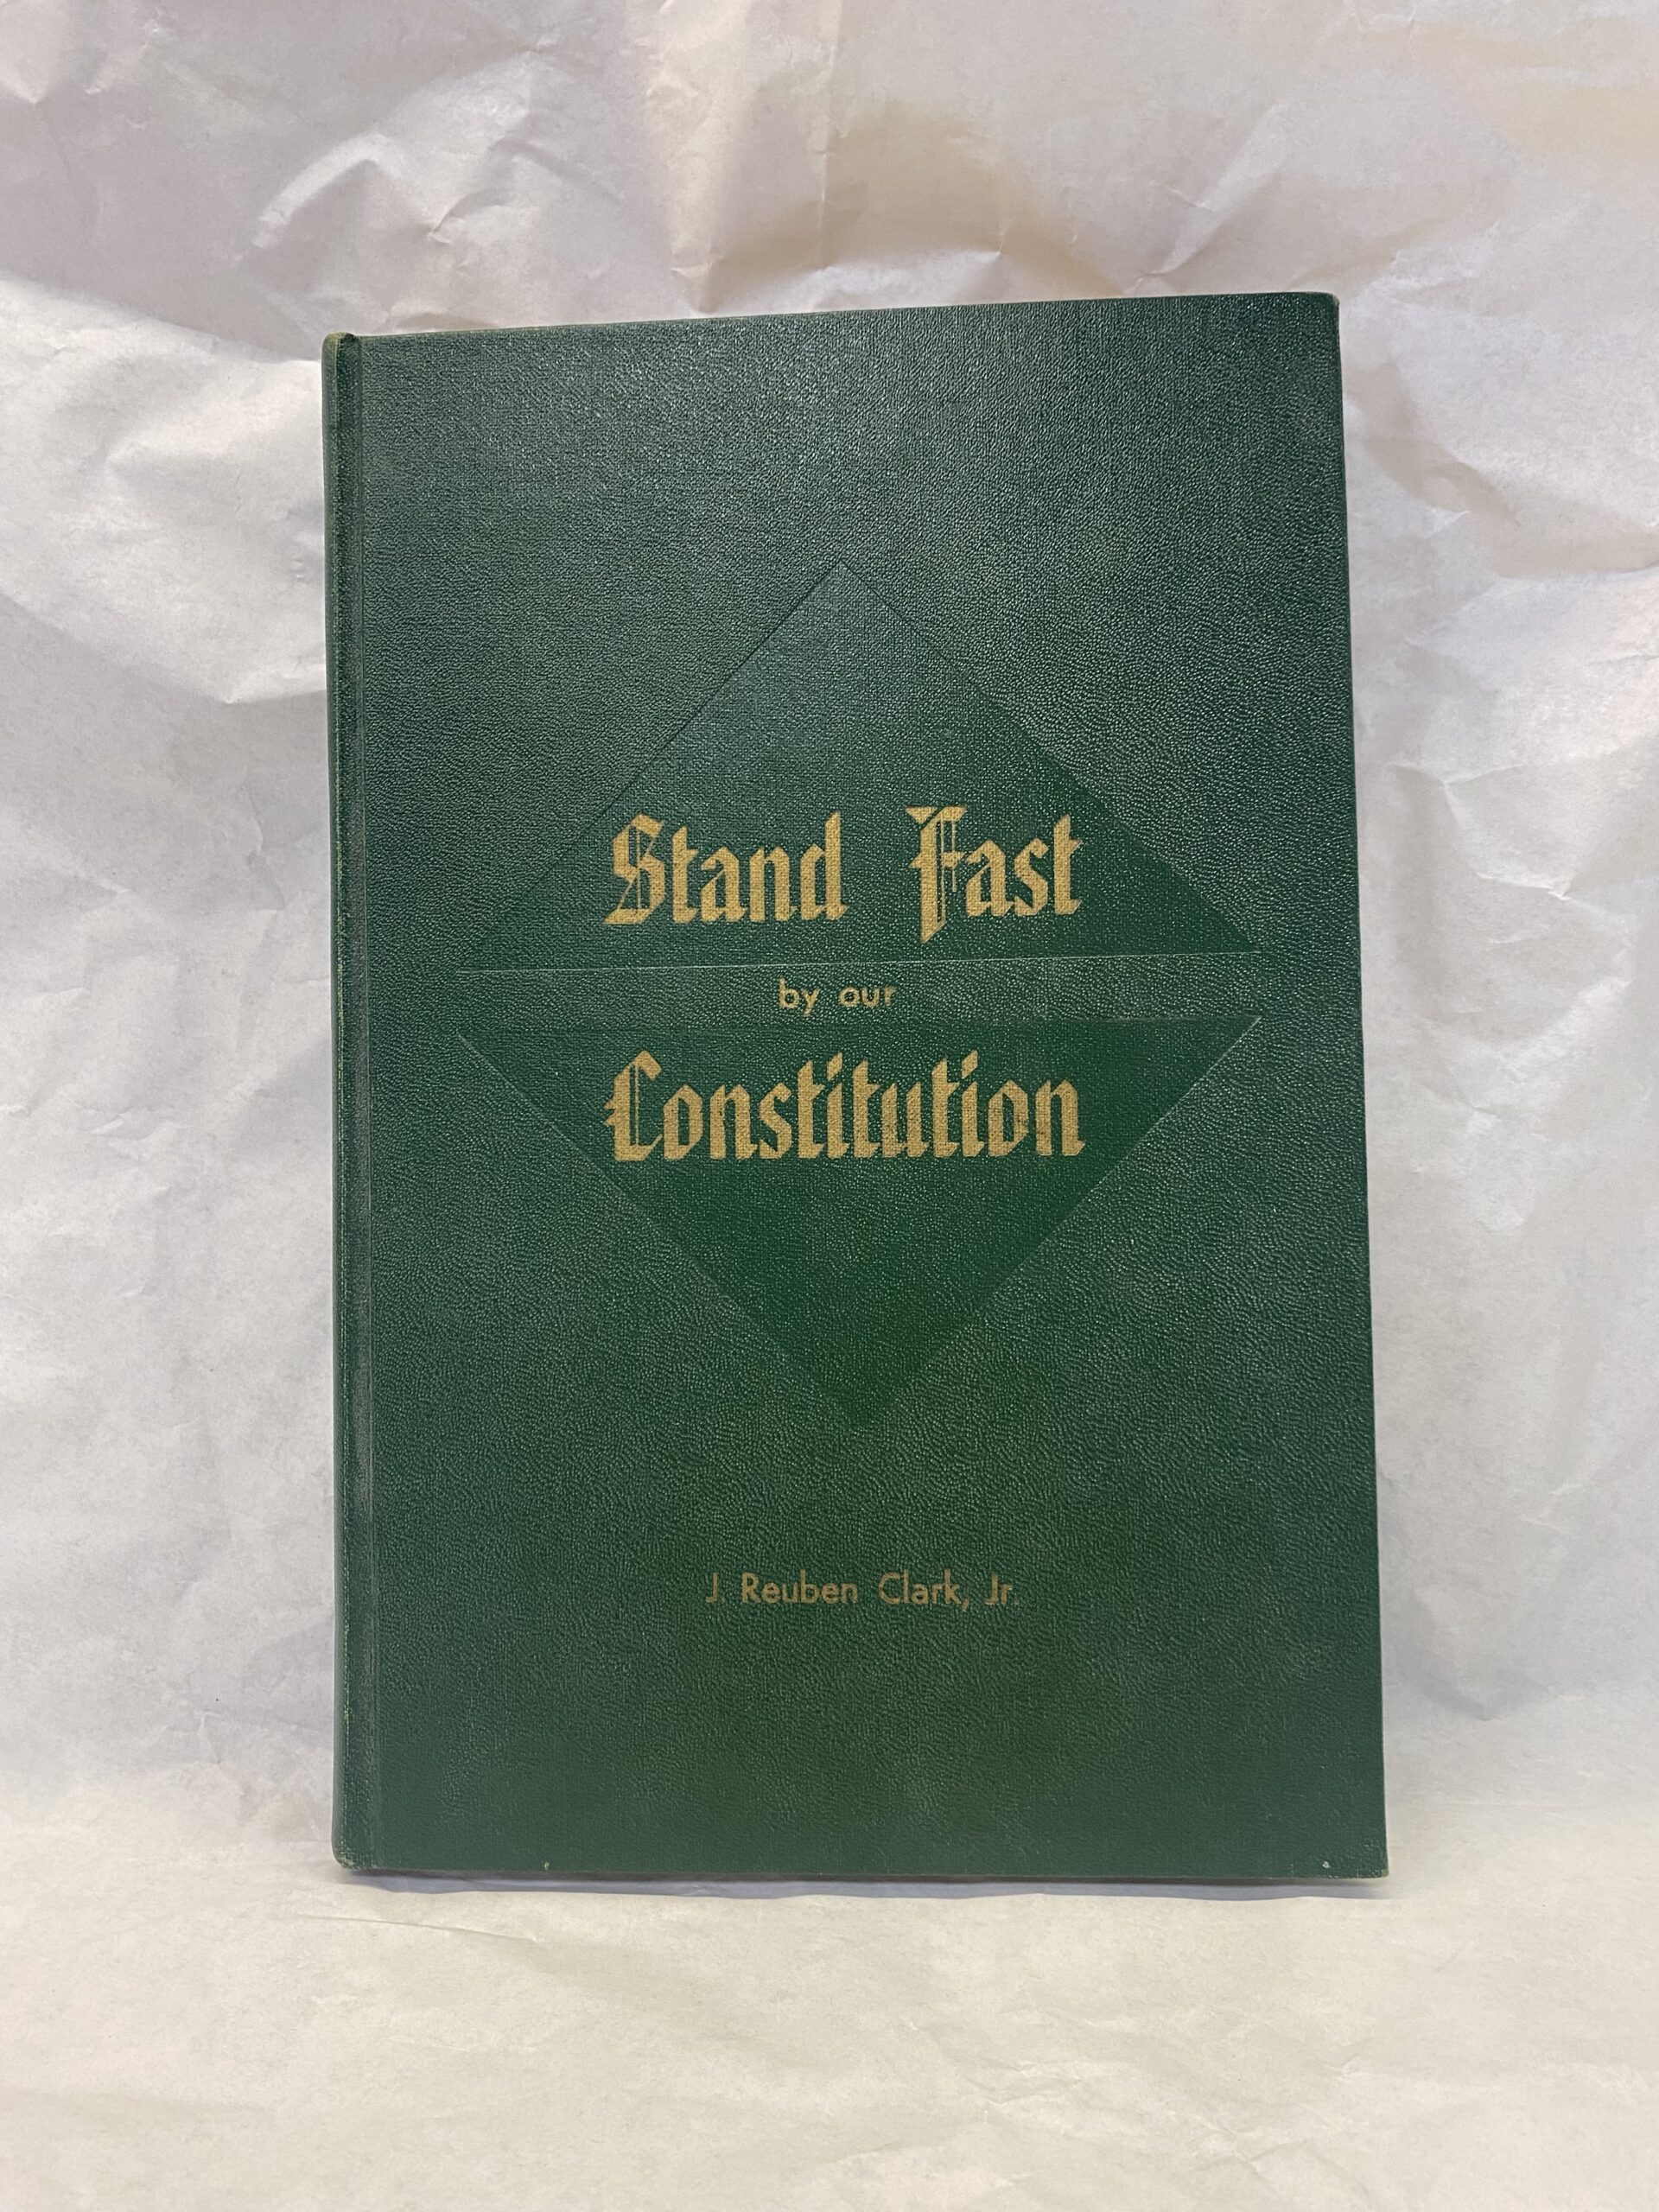 Stand Fast
by our
Constitution
J Reuben Clark, Jr.